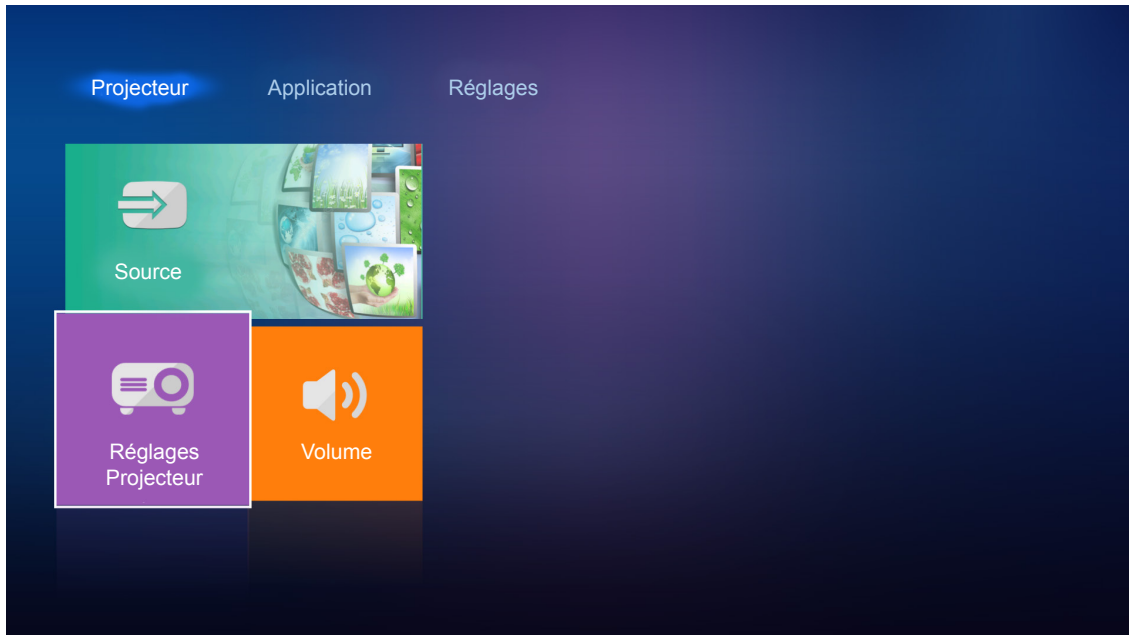 Projecteur
Application
Réglages
Source
Réglages
Projecteur
Volume